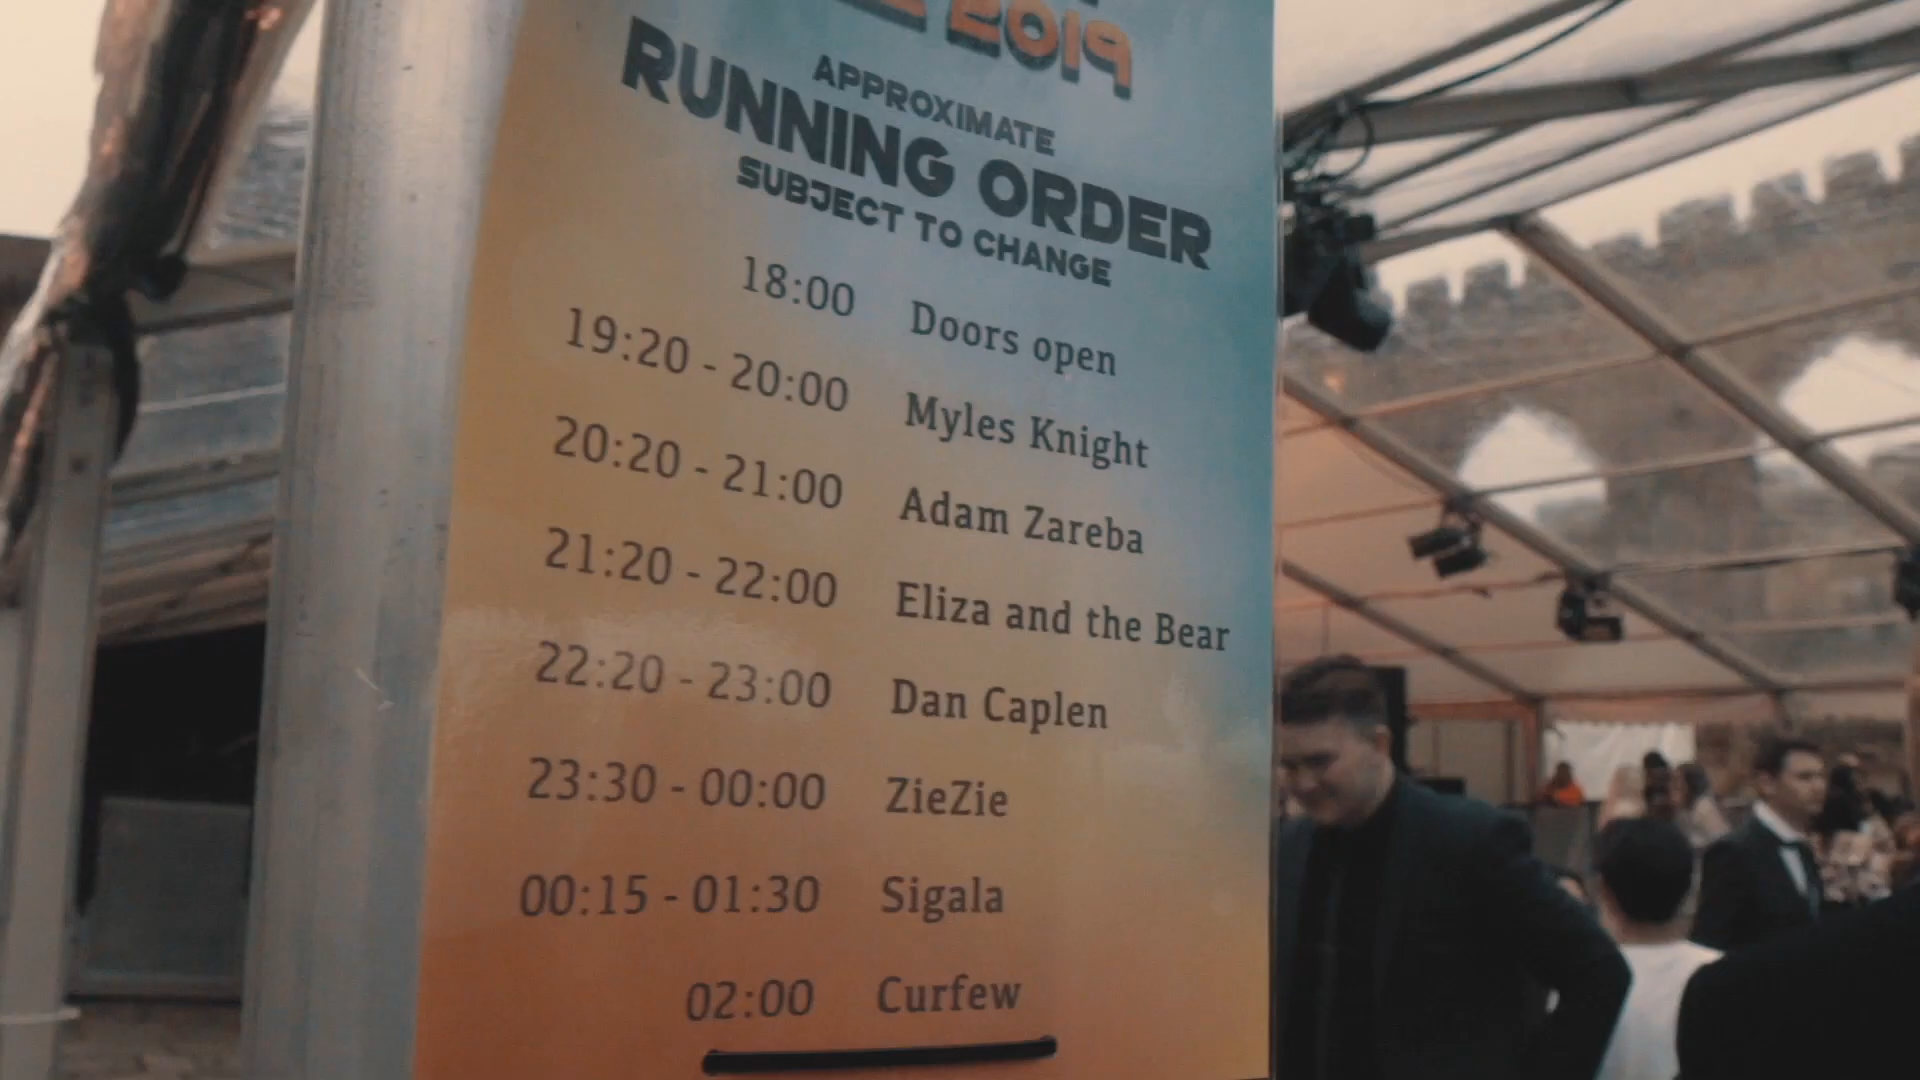 2019
APPROXIMATE
RUNNING ORDER
SUBJECT TO CHANGE
18:00 Doors open
19:20 - 20:00 Myles Knight
20:20 - 21:00 Adam Zareba
21:20 - 22:00 Eliza and the Bear
22:20 - 23:00 Dan Caplen
23:30 - 00:00 ZieZie
00:15 - 01:30 Sigala
02:00 Curfew